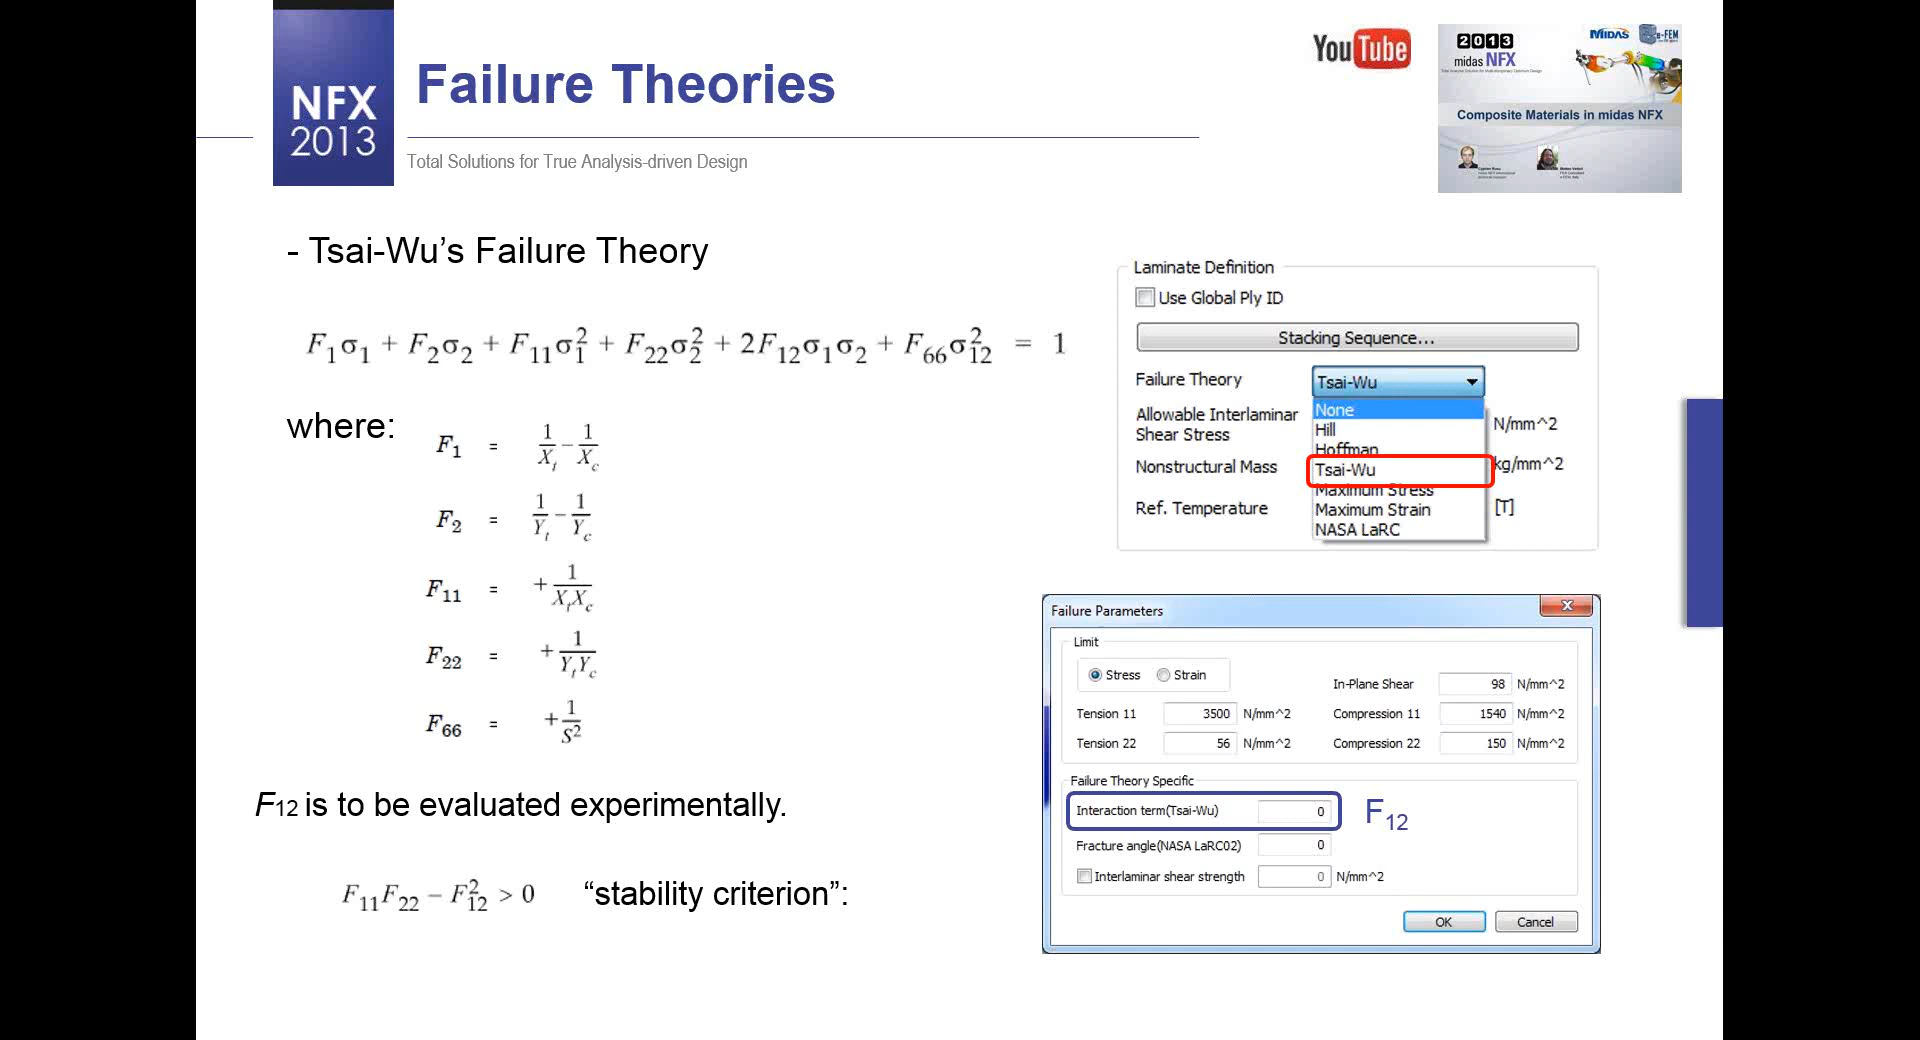 NFX
2013
Failure Theories
Total Solutions for True Analysis-driven Design
YouTube
2013
midas NFX
MIDAS
e-FEM
Composite Materials in midas NFX
- Tsai-Wu’s Failure Theory
F₁σ₁ + F₂σ₂ + F₁₁σ₁² + F₂₂σ₂² + 2F₁₂σ₁σ₂ + F₆₆σ₁₂² = 1
where:
F₁ = 1/Xₜ − 1/X_c
F₂ = 1/Yₜ − 1/Y_c
F₁₁ = + 1/(XₜX_c)
F₂₂ = + 1/(YₜY_c)
F₆₆ = + 1/S²
F12 is to be evaluated experimentally.
F₁₁F₂₂ − F₁₂² > 0 “stability criterion”:
Laminate Definition
Use Global Ply ID
Stacking Sequence...
Failure Theory Tsai-Wu
None
Hill
Hoffman
Tsai-Wu
Maximum Stress
Maximum Strain
NASA LaRC
Allowable Interlaminar
Shear Stress
N/mm^2
Nonstructural Mass
kg/mm^2
Ref. Temperature
[T]
Failure Parameters
Limit
Stress Strain
In-Plane Shear 98 N/mm^2
Tension 11 3500 N/mm^2 Compression 11 1540 N/mm^2
Tension 22 56 N/mm^2 Compression 22 150 N/mm^2
Failure Theory Specific
Interaction term(Tsai-Wu) 0 F₁₂
Fracture angle(NASA LaRC02) 0
Interlaminar shear strength 0 N/mm^2
OK Cancel